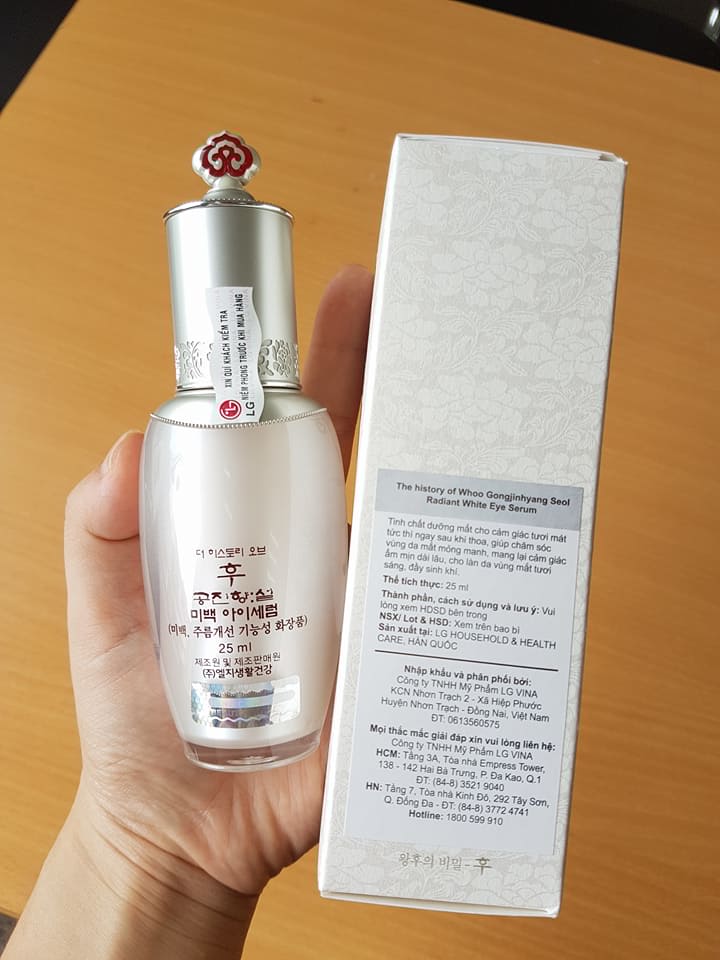 XIN QUÍ KHÁCH KIỂM TRA
NIÊM PHONG TRƯỚC KHI MUA HÀNG
LG
더 히스토리 오브
후
공진향:설
미백 아이세럼
(미백, 주름개선 기능성 화장품)
25 ml
제조원 및 제조판매원
(주)엘지생활건강
The history of Whoo Gongjinhyang Seol
Radiant White Eye Serum
Tinh chất dưỡng mắt cho cảm giác tươi mát
tức thì ngay sau khi thoa, giúp chăm sóc
vùng da mắt mỏng manh, mang lại cảm giác
ẩm mịn dài lâu, cho làn da vùng mắt tươi
sáng, đầy sinh khí.
Thể tích thực: 25 ml
Thành phần, cách sử dụng và lưu ý: Vui
lòng xem HDSD bên trong
NSX/ Lot & HSD: Xem trên bao bì
Sản xuất tại: LG HOUSEHOLD & HEALTH
CARE, HÀN QUỐC
Nhập khẩu và phân phối bởi:
Công ty TNHH Mỹ Phẩm LG VINA
KCN Nhơn Trạch 2 - Xã Hiệp Phước
Huyện Nhơn Trạch - Đồng Nai, Việt Nam
ĐT: 0613560575
Mọi thắc mắc giải đáp xin vui lòng liên hệ:
Công ty TNHH Mỹ Phẩm LG VINA
HCM: Tầng 3A, Tòa nhà Empress Tower,
138 - 142 Hai Bà Trưng, P. Đa Kao, Q.1
ĐT: (84-8) 3521 9040
HN: Tầng 7, Tòa nhà Kinh Đô, 292 Tây Sơn,
Q. Đống Đa - ĐT: (84-8) 3772 4741
Hotline: 1800 599 910
왕후의 비밀 - 후